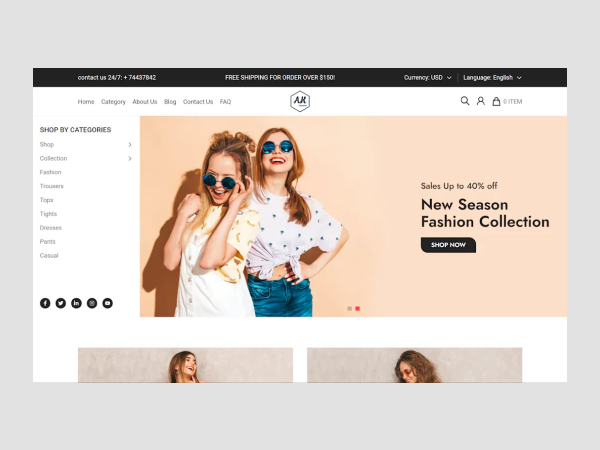 contact us 24/7: + 74437842
FREE SHIPPING FOR ORDER OVER $150!
Currency: USD
Language: English
Home Category About Us Blog Contact Us FAQ
AK
0 ITEM
SHOP BY CATEGORIES
Shop
Collection
Fashion
Trousers
Tops
Tights
Dresses
Pants
Casual
Sales Up to 40% off
New Season
Fashion Collection
SHOP NOW